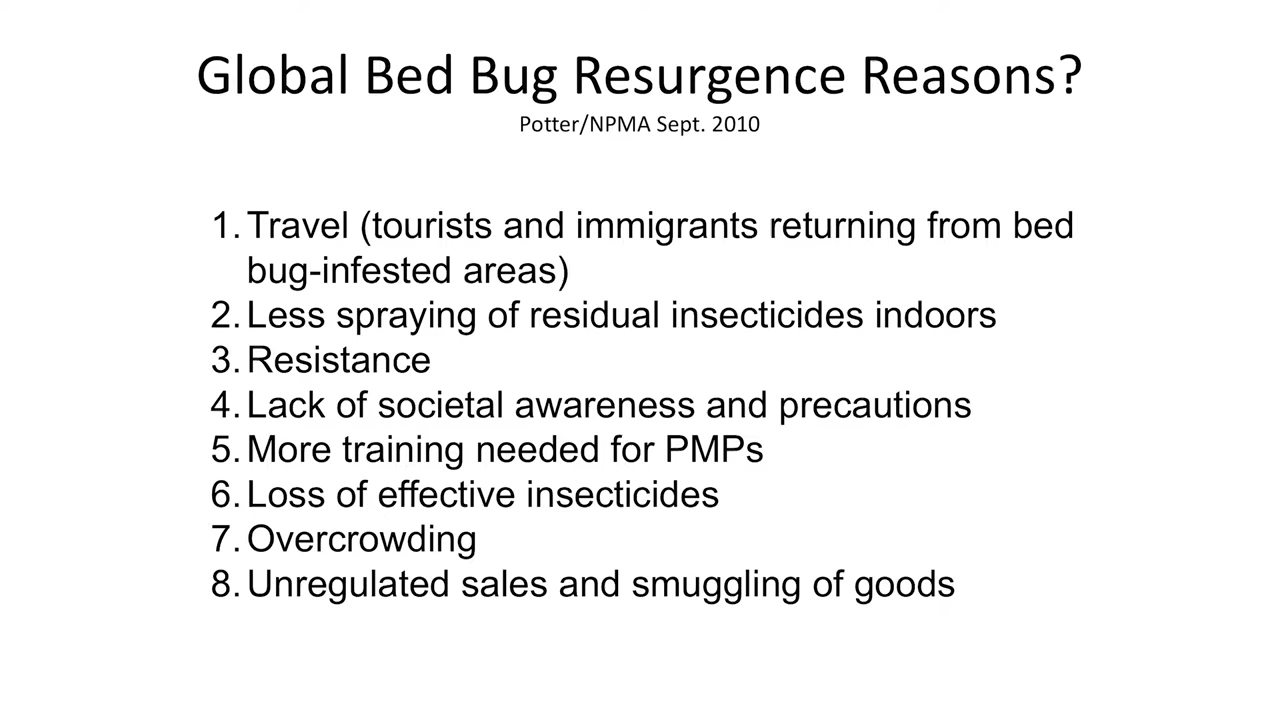 Global Bed Bug Resurgence Reasons?
Potter/NPMA Sept. 2010
1. Travel (tourists and immigrants returning from bed
bug-infested areas)
2. Less spraying of residual insecticides indoors
3. Resistance
4. Lack of societal awareness and precautions
5. More training needed for PMPs
6. Loss of effective insecticides
7. Overcrowding
8. Unregulated sales and smuggling of goods